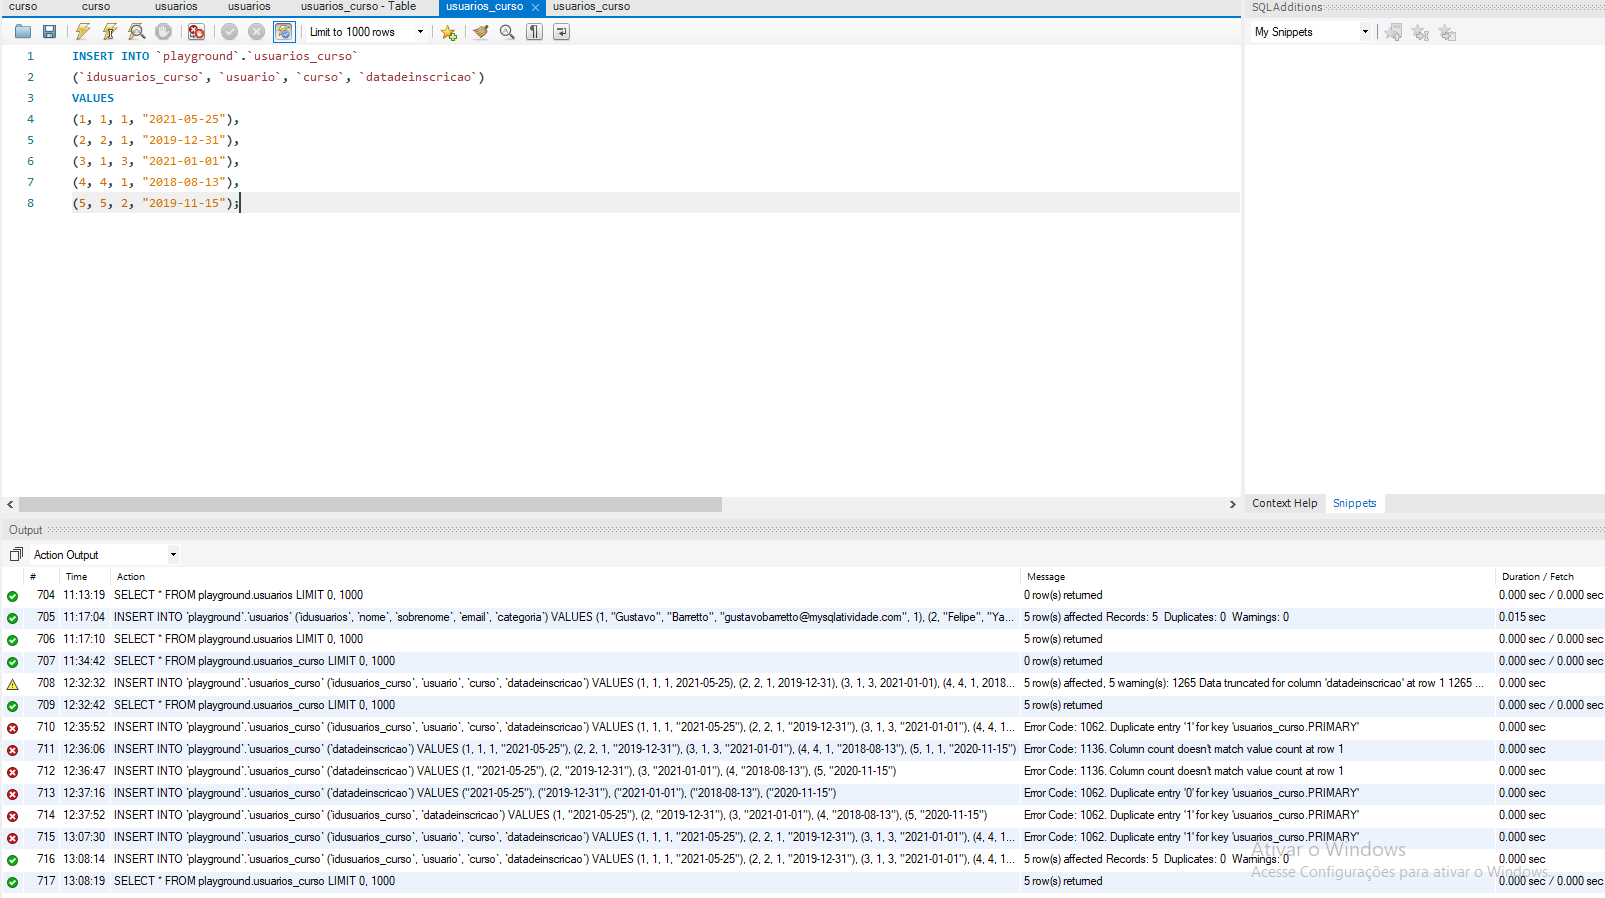 curso curso usuarios usuarios usuarios_curso - Table usuarios_curso usuarios_curso
SQLAdditions
Limit to 1000 rows
My Snippets
1 INSERT INTO `playground`.`usuarios_curso`
2 (`idusuarios_curso`, `usuario`, `curso`, `datadeinscricao`)
3 VALUES
4 (1, 1, 1, "2021-05-25"),
5 (2, 2, 1, "2019-12-31"),
6 (3, 1, 3, "2021-01-01"),
7 (4, 4, 1, "2018-08-13"),
8 (5, 5, 2, "2019-11-15");
Context Help Snippets
Output
Action Output
# Time Action Message Duration / Fetch
704 11:13:19 SELECT * FROM playground.usuarios LIMIT 0, 1000 0 row(s) returned 0.000 sec / 0.000 sec
705 11:17:04 INSERT INTO `playground`.`usuarios` (`idusuarios`, `nome`, `sobrenome`, `email`, `categoria`) VALUES (1, "Gustavo", "Barretto", "gustavobarretto@mysqlatividade.com", 1), (2, "Felipe", "Ya... 5 row(s) affected Records: 5 Duplicates: 0 Warnings: 0 0.015 sec
706 11:17:10 SELECT * FROM playground.usuarios LIMIT 0, 1000 5 row(s) returned 0.000 sec / 0.000 sec
707 11:34:42 SELECT * FROM playground.usuarios_curso LIMIT 0, 1000 0 row(s) returned 0.000 sec / 0.000 sec
708 12:32:32 INSERT INTO `playground`.`usuarios_curso` (`idusuarios_curso`, `usuario`, `curso`, `datadeinscricao`) VALUES (1, 1, 1, 2021-05-25), (2, 2, 1, 2019-12-31), (3, 1, 3, 2021-01-01), (4, 4, 1, 2018... 5 row(s) affected, 5 warning(s): 1265 Data truncated for column 'datadeinscricao' at row 1 1265 ... 0.000 sec
709 12:32:42 SELECT * FROM playground.usuarios_curso LIMIT 0, 1000 5 row(s) returned 0.000 sec / 0.000 sec
710 12:35:52 INSERT INTO `playground`.`usuarios_curso` (`idusuarios_curso`, `usuario`, `curso`, `datadeinscricao`) VALUES (1, 1, 1, "2021-05-25"), (2, 2, 1, "2019-12-31"), (3, 1, 3, "2021-01-01"), (4, 4, 1... Error Code: 1062. Duplicate entry '1' for key 'usuarios_curso.PRIMARY' 0.000 sec
711 12:36:06 INSERT INTO `playground`.`usuarios_curso` (`datadeinscricao`) VALUES (1, 1, 1, "2021-05-25"), (2, 2, 1, "2019-12-31"), (3, 1, 3, "2021-01-01"), (4, 4, 1, "2018-08-13"), (5, 1, 1, "2020-11-15") Error Code: 1136. Column count doesn't match value count at row 1 0.000 sec
712 12:36:47 INSERT INTO `playground`.`usuarios_curso` (`datadeinscricao`) VALUES (1, "2021-05-25"), (2, "2019-12-31"), (3, "2021-01-01"), (4, "2018-08-13"), (5, "2020-11-15") Error Code: 1136. Column count doesn't match value count at row 1 0.000 sec
713 12:37:16 INSERT INTO `playground`.`usuarios_curso` (`datadeinscricao`) VALUES ("2021-05-25"), ("2019-12-31"), ("2021-01-01"), ("2018-08-13"), ("2020-11-15") Error Code: 1062. Duplicate entry '0' for key 'usuarios_curso.PRIMARY' 0.000 sec
714 12:37:52 INSERT INTO `playground`.`usuarios_curso` (`idusuarios_curso`, `datadeinscricao`) VALUES (1, "2021-05-25"), (2, "2019-12-31"), (3, "2021-01-01"), (4, "2018-08-13"), (5, "2020-11-15") Error Code: 1062. Duplicate entry '1' for key 'usuarios_curso.PRIMARY' 0.000 sec
715 13:07:30 INSERT INTO `playground`.`usuarios_curso` (`idusuarios_curso`, `usuario`, `curso`, `datadeinscricao`) VALUES (1, 1, 1, "2021-05-25"), (2, 2, 1, "2019-12-31"), (3, 1, 3, "2021-01-01"), (4, 4, 1... Error Code: 1062. Duplicate entry '1' for key 'usuarios_curso.PRIMARY' 0.000 sec
716 13:08:14 INSERT INTO `playground`.`usuarios_curso` (`idusuarios_curso`, `usuario`, `curso`, `datadeinscricao`) VALUES (1, 1, 1, "2021-05-25"), (2, 2, 1, "2019-12-31"), (3, 1, 3, "2021-01-01"), (4, 4, 1... 5 row(s) affected Records: 5 Duplicates: 0 Warnings: 0 0.000 sec
717 13:08:19 SELECT * FROM playground.usuarios_curso LIMIT 0, 1000 5 row(s) returned 0.000 sec / 0.000 sec
Ativar o Windows
Acesse Configurações para ativar o Windows.